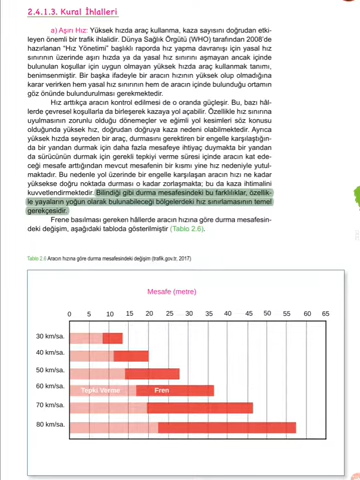 2.4.1.3. Kural İhlalleri
a) Aşırı Hız: Yüksek hızda araç kullanma, kaza sayısını doğrudan etki-
leyen önemli bir trafik ihlalidir. Dünya Sağlık Örgütü (WHO) tarafından 2008'de
hazırlanan "Hız Yönetimi" başlıklı raporda hız yapma davranışı için yasal hız
sınırının üzerinde aşırı hızda ya da yasal hız sınırını aşmayan ancak içinde
bulunulan koşullar için uygun olmayan yüksek hızda araç kullanmak tanımı,
benimsenmiştir. Bir başka ifadeyle bir aracın hızının yüksek olup olmadığına
karar verirken hem yasal hız sınırının hem de aracın içinde bulunduğu ortamın
göz önünde bulundurulması gerekmektedir.
Hız arttıkça aracın kontrol edilmesi de o oranda güçleşir. Bu, bazı hâl-
lerde çevresel koşullarla da birleşerek kazaya yol açabilir. Özellikle hız sınırına
uyulmasının zorunlu olduğu dönemeçler ve eğimli yol kesimleri söz konusu
olduğunda yüksek hız, doğrudan doğruya kaza nedeni olabilmektedir. Ayrıca
yüksek hızda seyreden bir araç, durmasını gerektiren bir engelle karşılaştığın-
da bir yandan durmak için daha fazla mesafeye ihtiyaç duymakta bir yandan
da sürücünün durmak için gerekli tepkiyi verme süresi içinde aracın kat ede-
ceği mesafe arttığından mevcut mesafenin bir kısmı yine hız nedeniyle yutul-
maktadır. Bu nedenle yol üzerinde bir engelle karşılaşan aracın hızı ne kadar
yüksekse doğru noktada durması o kadar zorlaşmakta; bu da kaza ihtimalini
kuvvetlendirmektedir. Bilindiği gibi durma mesafesindeki bu farklılıklar, özellik-
le yayaların yoğun olarak bulunabileceği bölgelerdeki hız sınırlamasının temel
gerekçesidir.
Frene basılması gereken hâllerde aracın hızına göre durma mesafesin-
deki değişim, aşağıdaki tabloda gösterilmiştir (Tablo 2.6).
Tablo 2.6 Aracın hızına göre durma mesafesindeki değişim (trafik.gov.tr, 2017)
Mesafe (metre)
0 5 10 15 20 25 30 35 40 45 50 55 60 65
30 km/sa.
40 km/sa.
50 km/sa.
60 km/sa. Tepki Verme Fren
70 km/sa.
80 km/sa.